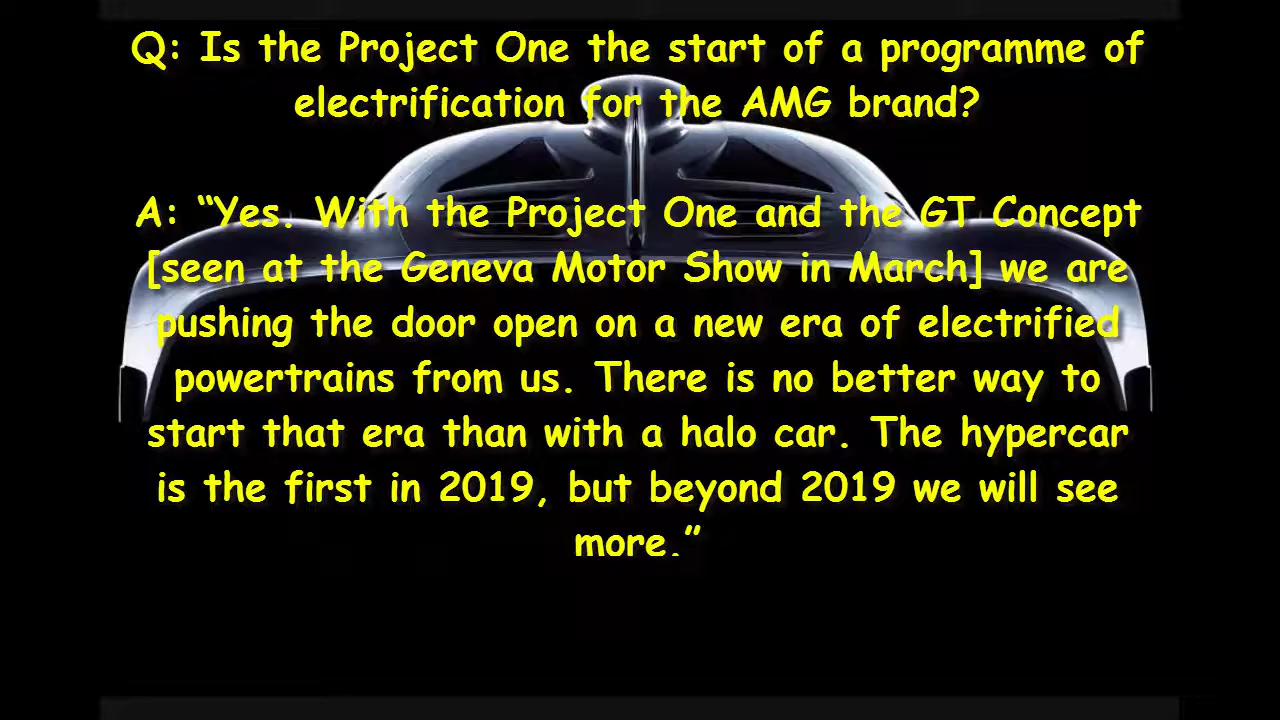 Q: Is the Project One the start of a programme of
electrification for the AMG brand?
A: “Yes. With the Project One and the GT Concept
[seen at the Geneva Motor Show in March] we are
pushing the door open on a new era of electrified
powertrains from us. There is no better way to
start that era than with a halo car. The hypercar
is the first in 2019, but beyond 2019 we will see
more.”